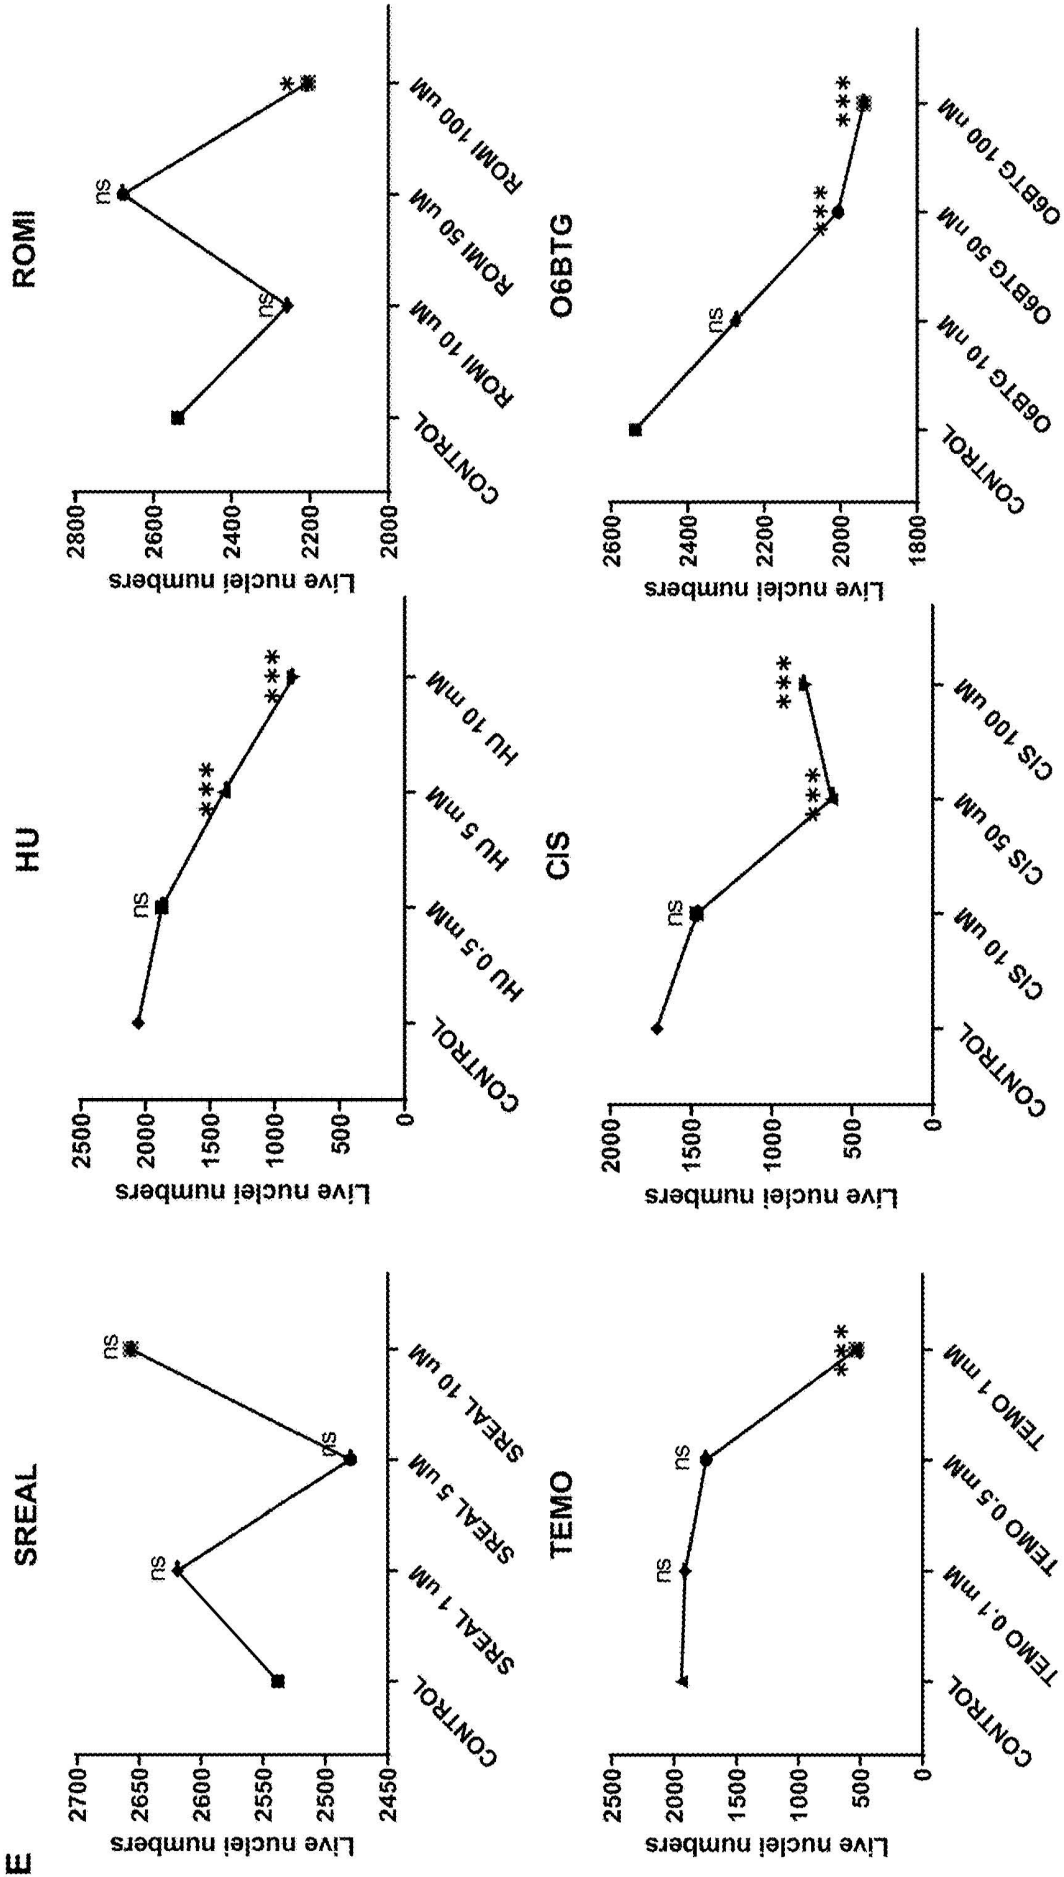 E
SREAL
Live nuclei numbers
2700
2650
2600
2550
2500
2450
ns
ns
ns
CONTROL
SREAL 1 uM
SREAL 5 uM
SREAL 10 uM
HU
Live nuclei numbers
2500
2000
1500
1000
500
0
ns
***
***
CONTROL
HU 0.5 mM
HU 5 mM
HU 10 mM
ROMI
Live nuclei numbers
2800
2600
2400
2200
2000
ns
ns
*
CONTROL
ROMI 10 uM
ROMI 50 uM
ROMI 100 uM
TEMO
Live nuclei numbers
2500
2000
1500
1000
500
0
ns
ns
***
CONTROL
TEMO 0.1 mM
TEMO 0.5 mM
TEMO 1 mM
CIS
Live nuclei numbers
2000
1500
1000
500
0
ns
***
***
CONTROL
CIS 10 uM
CIS 50 uM
CIS 100 uM
O6BTG
Live nuclei numbers
2600
2400
2200
2000
1800
ns
***
***
CONTROL
O6BTG 10 nM
O6BTG 50 nM
O6BTG 100 nM